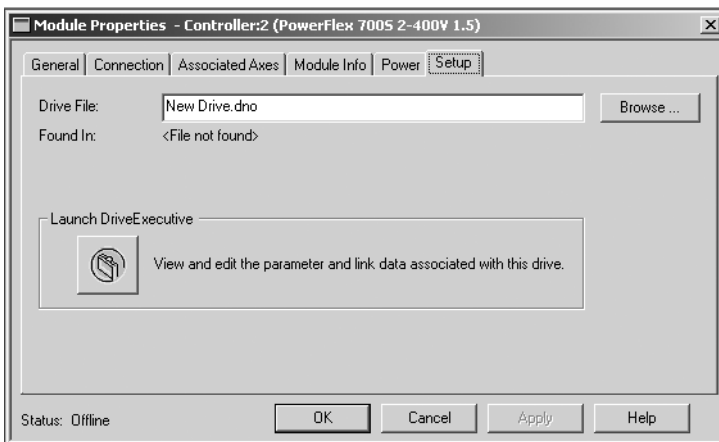 Module Properties - Controller:2 (PowerFlex 700S 2-400V 1.5)
General Connection Associated Axes Module Info Power Setup
Drive File: New Drive.dno Browse ...
Found In: <File not found>
Launch DriveExecutive
View and edit the parameter and link data associated with this drive.
Status: Offline OK Cancel Apply Help